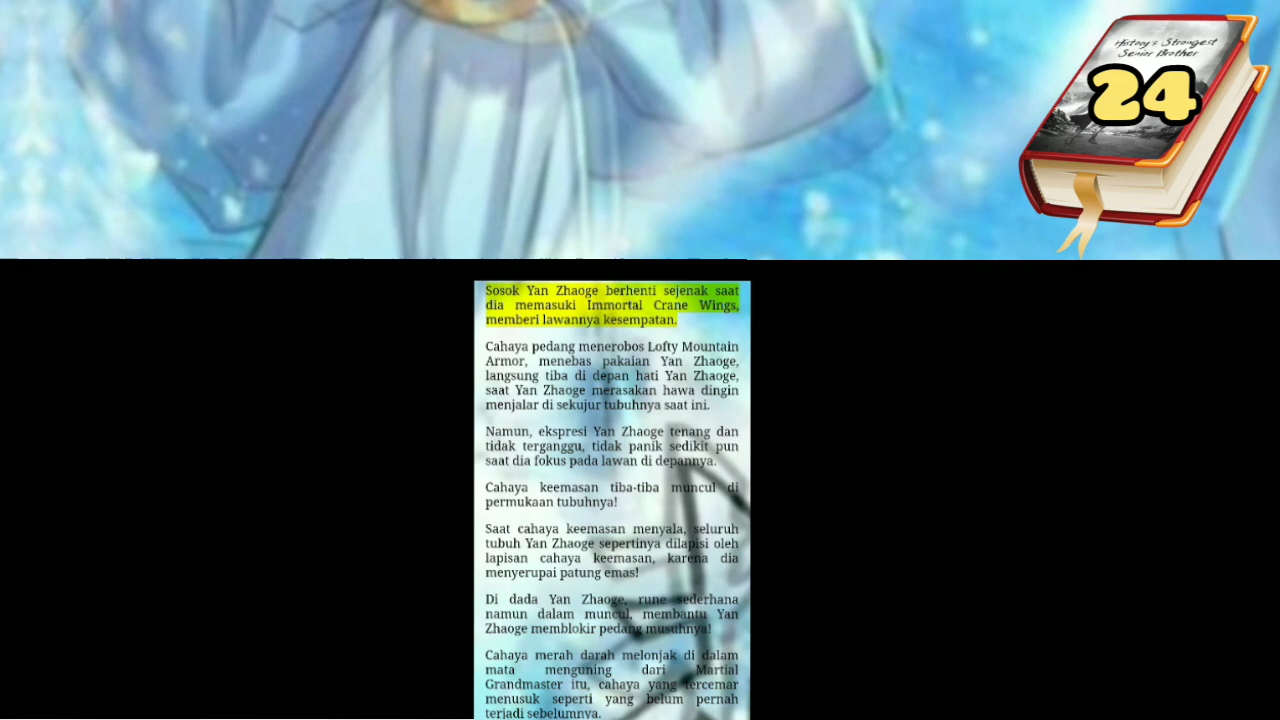 History's Strongest
Senior Brother
24
Sosok Yan Zhaoge berhenti sejenak saat
dia memasuki Immortal Crane Wings,
memberi lawannya kesempatan.
Cahaya pedang menerobos Lofty Mountain
Armor, menebas pakaian Yan Zhaoge,
langsung tiba di depan hati Yan Zhaoge,
saat Yan Zhaoge merasakan hawa dingin
menjalar di sekujur tubuhnya saat ini.
Namun, ekspresi Yan Zhaoge tenang dan
tidak terganggu, tidak panik sedikit pun
saat dia fokus pada lawan di depannya.
Cahaya keemasan tiba-tiba muncul di
permukaan tubuhnya!
Saat cahaya keemasan menyala, seluruh
tubuh Yan Zhaoge sepertinya dilapisi oleh
lapisan cahaya keemasan, karena dia
menyerupai patung emas!
Di dada Yan Zhaoge, rune sederhana
namun dalam muncul, membantu Yan
Zhaoge memblokir pedang musuhnya!
Cahaya merah darah melonjak di dalam
mata menguning dari Martial
Grandmaster itu, cahaya yang tercemar
menusuk seperti yang belum pernah
terjadi sebelumnya.